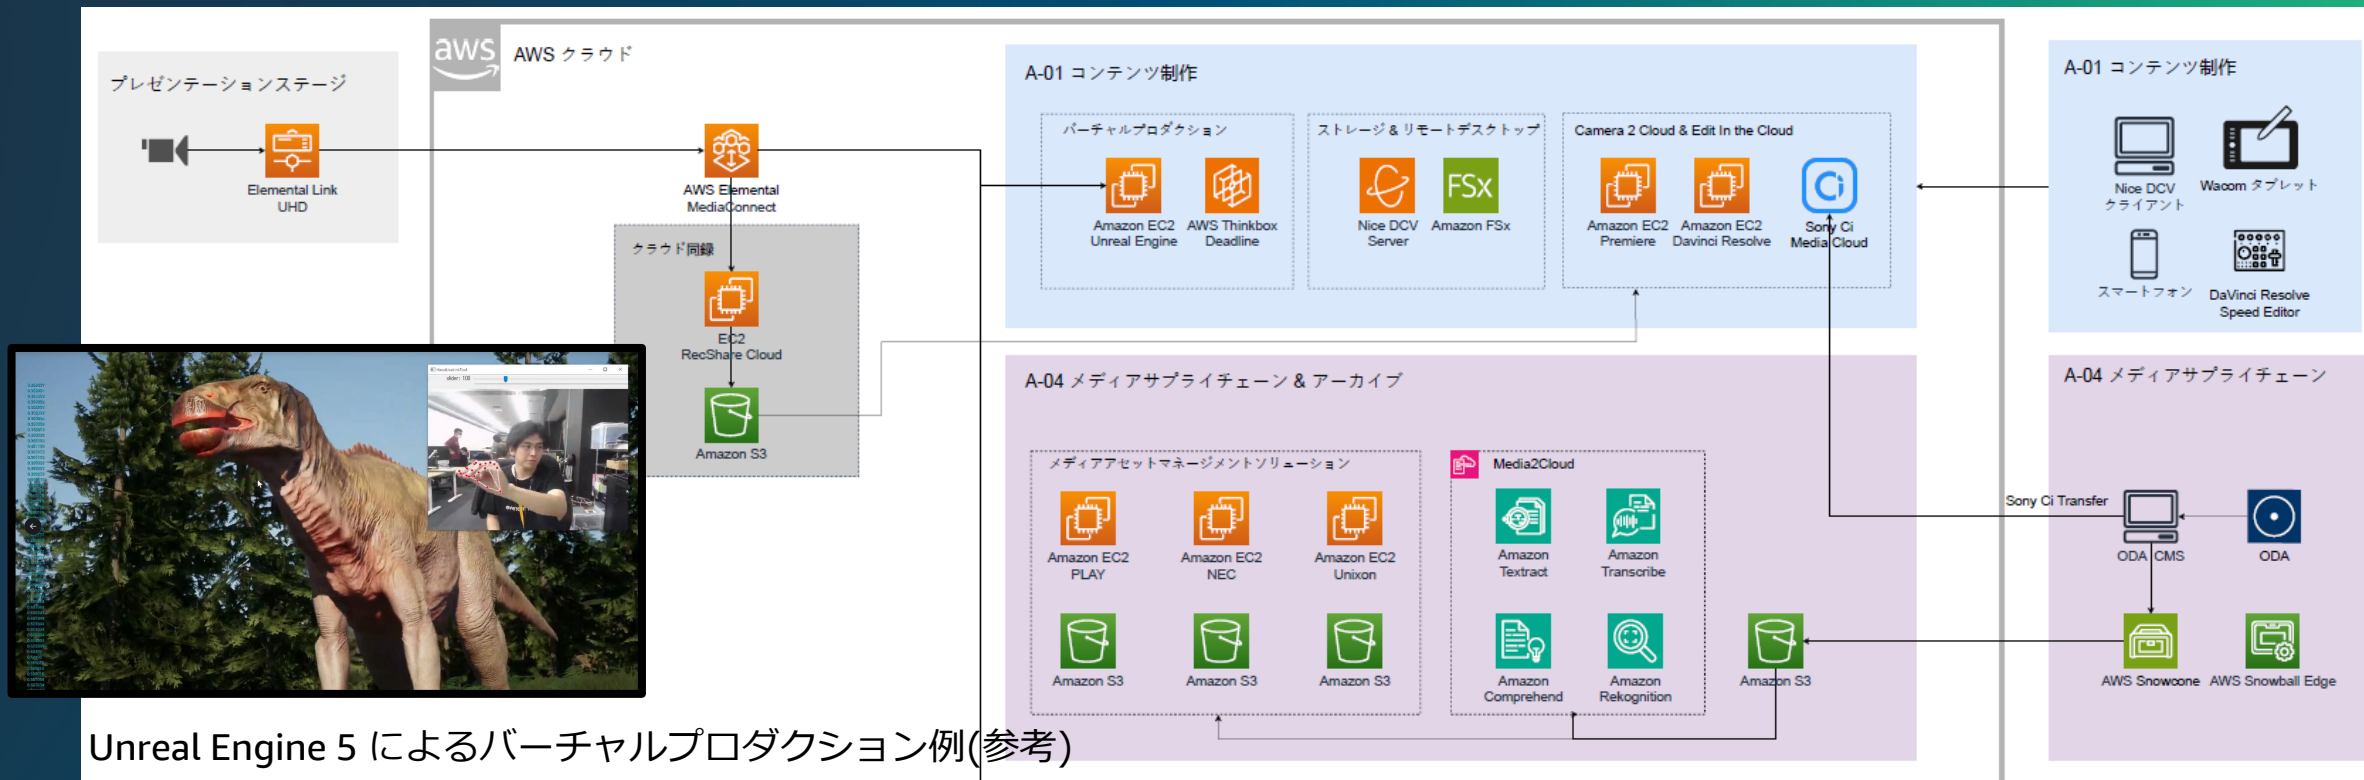 プレゼンテーションステージ
Elemental Link
UHD
aws
AWS クラウド
AWS Elemental
MediaConnect
クラウド同録
EC2
RecShare Cloud
Amazon S3
A-01 コンテンツ制作
バーチャルプロダクション
Amazon EC2
Unreal Engine
AWS Thinkbox
Deadline
ストレージ & リモートデスクトップ
Nice DCV
Server
FSx
Amazon FSx
Camera 2 Cloud & Edit In the Cloud
Amazon EC2
Premiere
Amazon EC2
Davinci Resolve
Ci
Sony Ci
Media Cloud
A-01 コンテンツ制作
Nice DCV
クライアント
Wacom タブレット
スマートフォン
DaVinci Resolve
Speed Editor
A-04 メディアサプライチェーン & アーカイブ
メディアアセットマネージメントソリューション
Amazon EC2
PLAY
Amazon EC2
NEC
Amazon EC2
Unixon
Amazon S3
Amazon S3
Amazon S3
Media2Cloud
Amazon
Textract
Amazon
Transcribe
Amazon
Comprehend
Amazon
Rekognition
Amazon S3
A-04 メディアサプライチェーン
Sony Ci Transfer
ODA CMS
ODA
AWS Snowcone
AWS Snowball Edge
slider: 100
Unreal Engine 5 によるバーチャルプロダクション例(参考)